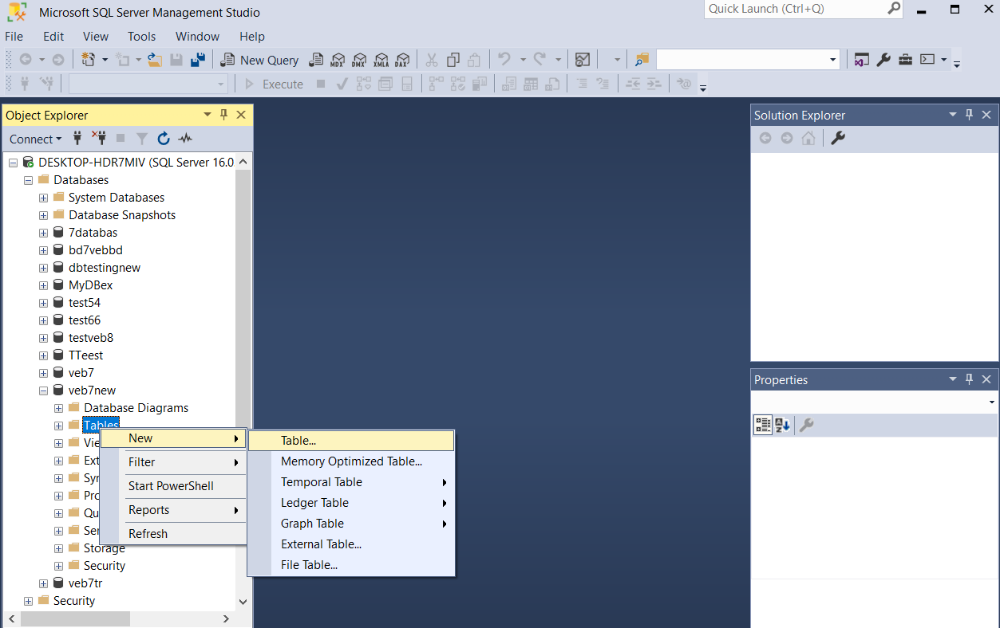 Microsoft SQL Server Management Studio
Quick Launch (Ctrl+Q)
File Edit View Tools Window Help
New Query MDX DMX XMLA DAX
Execute
Object Explorer
Connect
DESKTOP-HDR7MIV (SQL Server 16.0
Databases
System Databases
Database Snapshots
7databas
bd7vebbd
dbtestingnew
MyDBex
test54
test66
testveb8
TTeest
veb7
veb7new
Database Diagrams
Tables
Vie
Ext
Syn
Pro
Qu
Ser
Storage
Security
veb7tr
Security
New
Filter
Start PowerShell
Reports
Refresh
Table...
Memory Optimized Table...
Temporal Table
Ledger Table
Graph Table
External Table...
File Table...
Solution Explorer
Properties